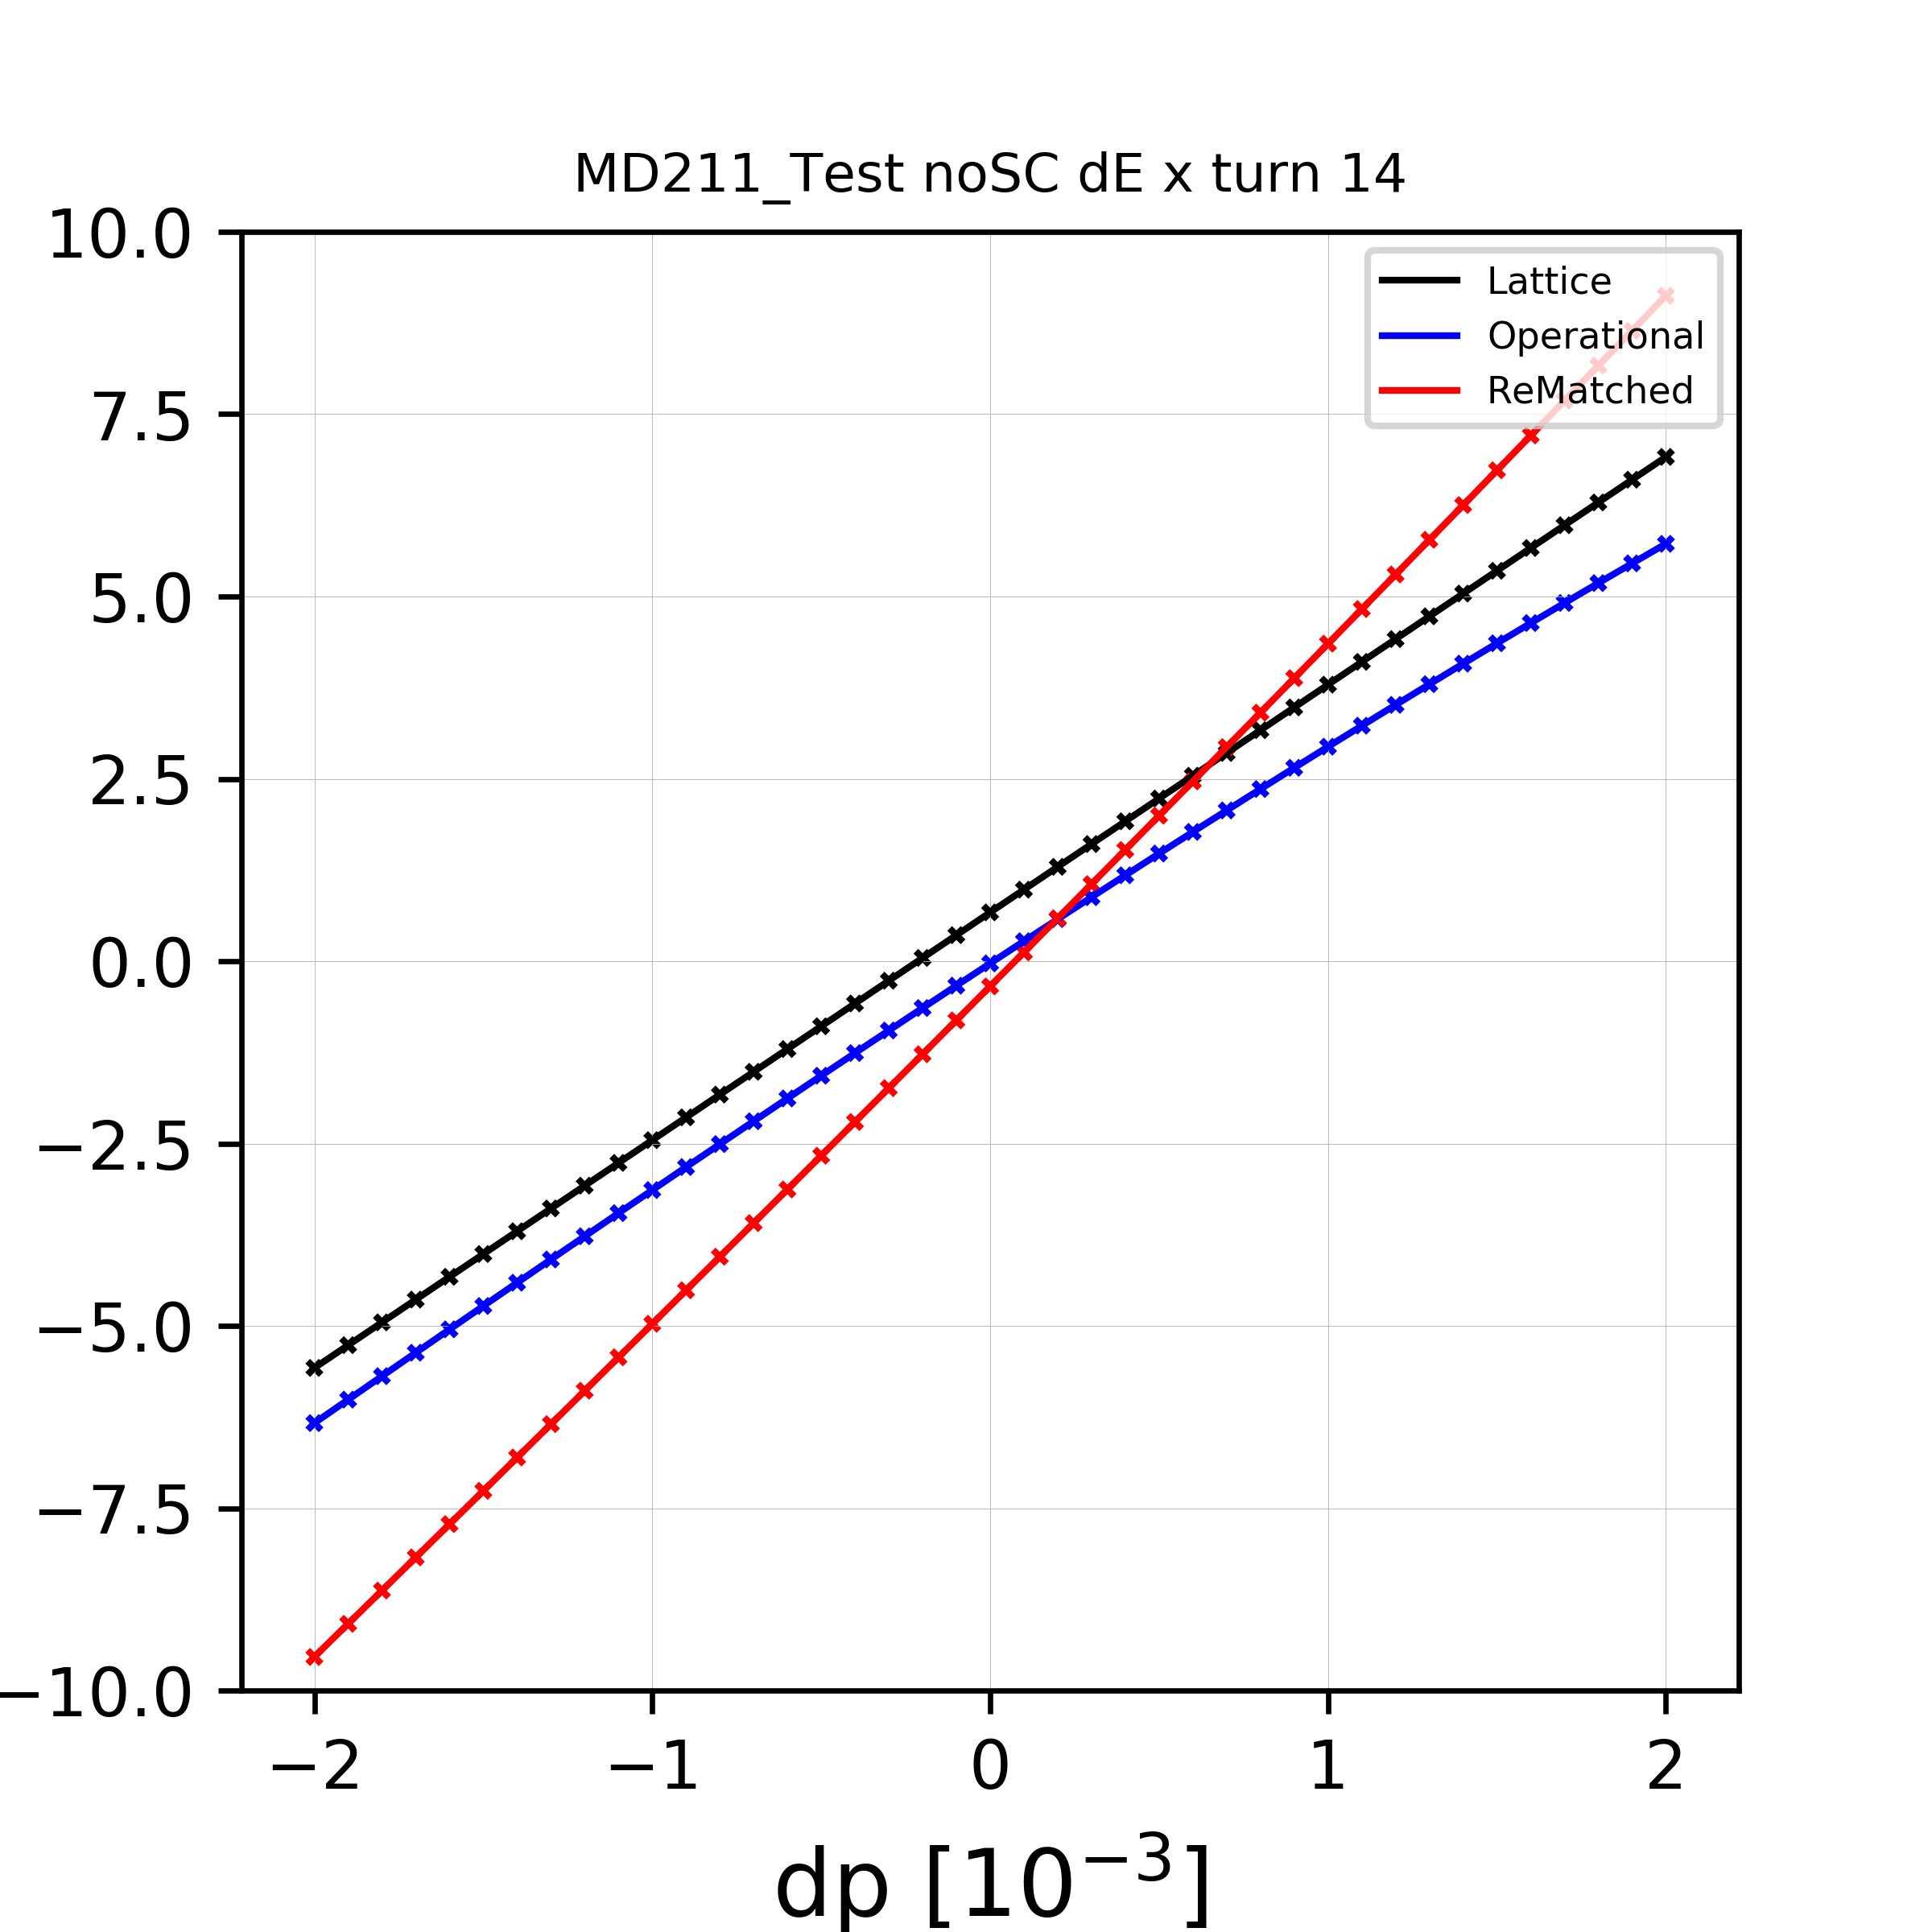 MD211_Test noSC dE x turn 14
10.0
7.5
5.0
2.5
0.0
−2.5
−5.0
−7.5
−10.0
Lattice
Operational
ReMatched
−2 −1 0 1 2
dp [10⁻³]